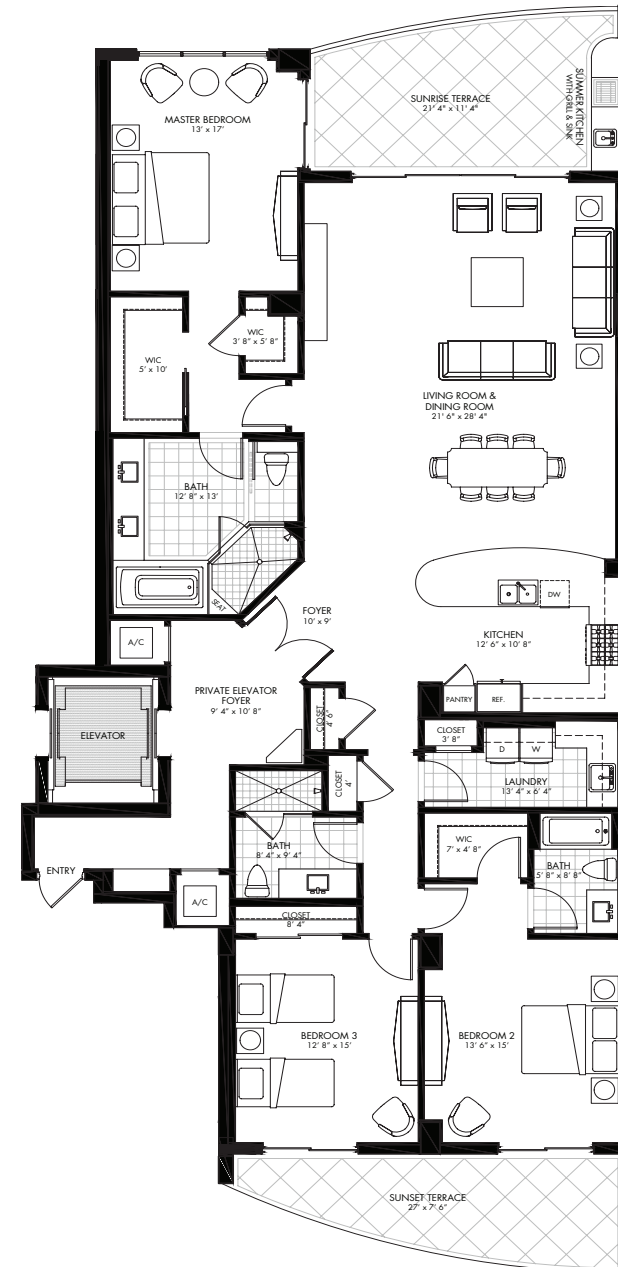 SUNRISE TERRACE
21' 4" x 11' 4"
SUMMER KITCHEN
WITH GRILL & SINK
MASTER BEDROOM
13' x 17'
WIC
3' 8" x 5' 8"
WIC
5' x 10'
LIVING ROOM &
DINING ROOM
21' 6" x 28' 4"
BATH
12' 8" x 13'
SEAT
DW
FOYER
10' x 9'
KITCHEN
12' 6" x 10' 8"
A/C
PRIVATE ELEVATOR
FOYER
9' 4" x 10' 8"
PANTRY
REF.
CLOSET
4' 6"
ELEVATOR
CLOSET
3' 8"
D
W
LAUNDRY
13' 4" x 6' 4"
CLOSET
4'
WIC
7' x 4' 8"
BATH
8' 4" x 9' 4"
BATH
5' 8" x 8' 8"
ENTRY
A/C
CLOSET
8' 4"
BEDROOM 3
12' 8" x 15'
BEDROOM 2
13' 6" x 15'
SUNSET TERRACE
27' x 7' 6"